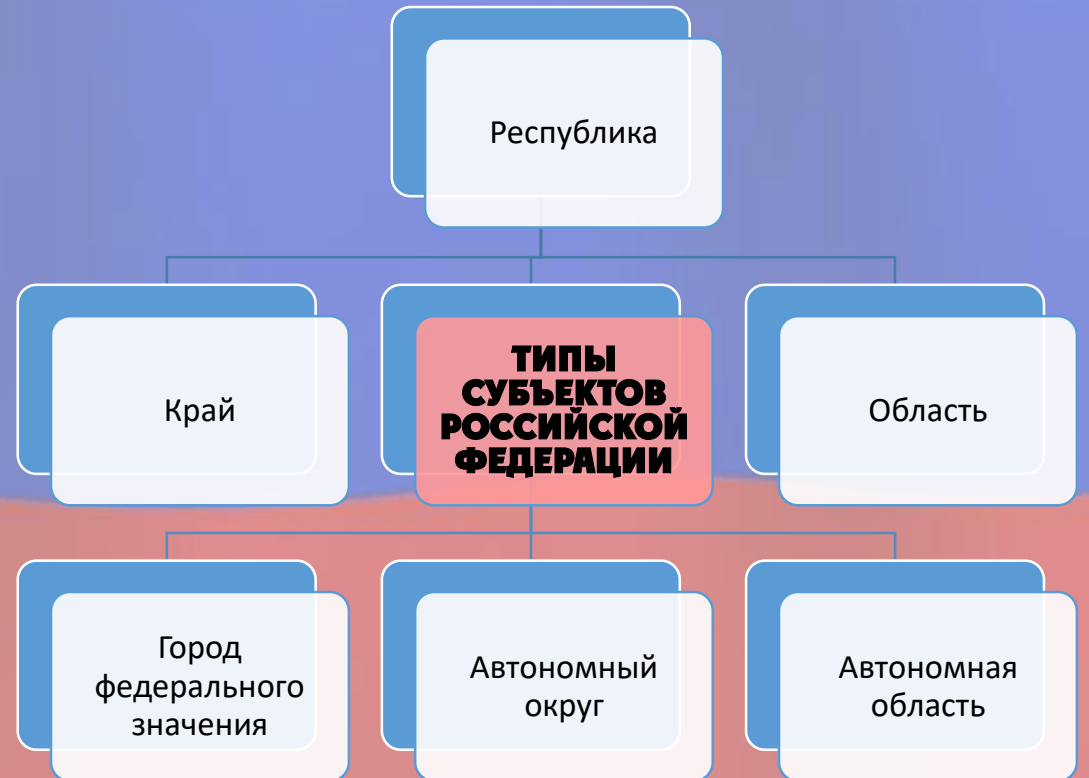 Республика
Край
ТИПЫ
СУБЪЕКТОВ
РОССИЙСКОЙ
ФЕДЕРАЦИИ
Область
Город
федерального
значения
Автономный
округ
Автономная
область